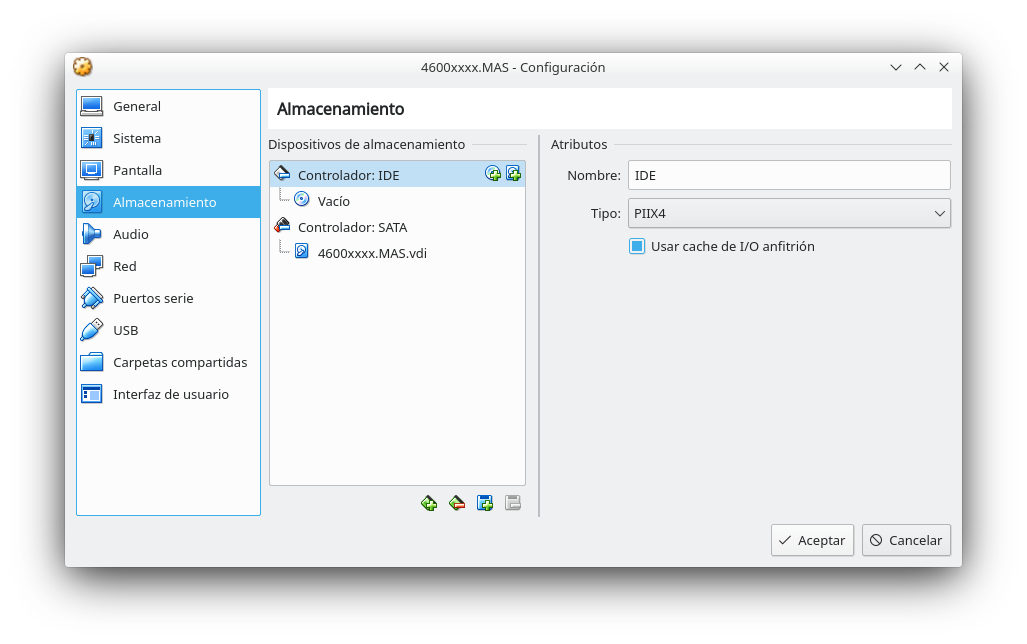 4600xxxx.MAS - Configuración
General
Sistema
Pantalla
Almacenamiento
Audio
Red
Puertos serie
USB
Carpetas compartidas
Interfaz de usuario
Almacenamiento
Dispositivos de almacenamiento
Controlador: IDE
Vacío
Controlador: SATA
4600xxxx.MAS.vdi
Atributos
Nombre: IDE
Tipo: PIIX4
Usar cache de I/O anfitrión
Aceptar Cancelar